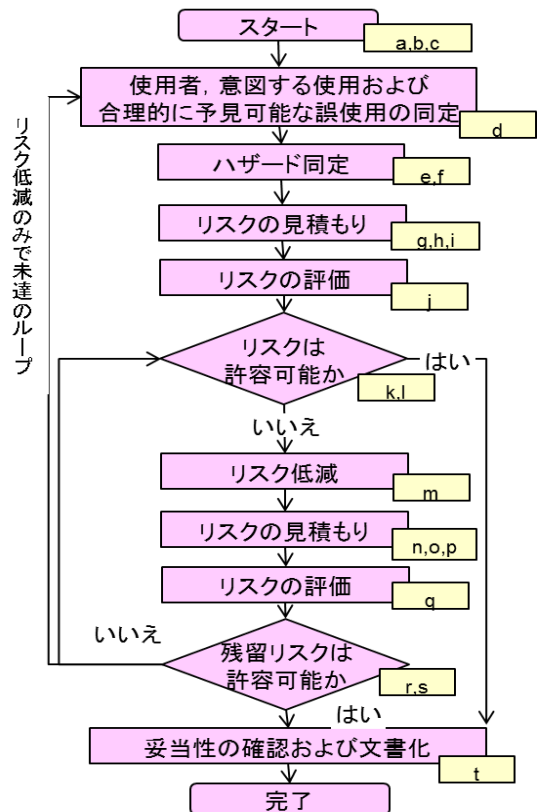 スタート
a,b,c
使用者，意図する使用および
合理的に予見可能な誤使用の同定
d
リスク低減のみで未達のループ
ハザード同定
e,f
リスクの見積もり
g,h,i
リスクの評価
j
リスクは
許容可能か
はい
k,l
いいえ
リスク低減
m
リスクの見積もり
n,o,p
リスクの評価
q
いいえ
残留リスクは
許容可能か
r,s
はい
妥当性の確認および文書化
t
完了